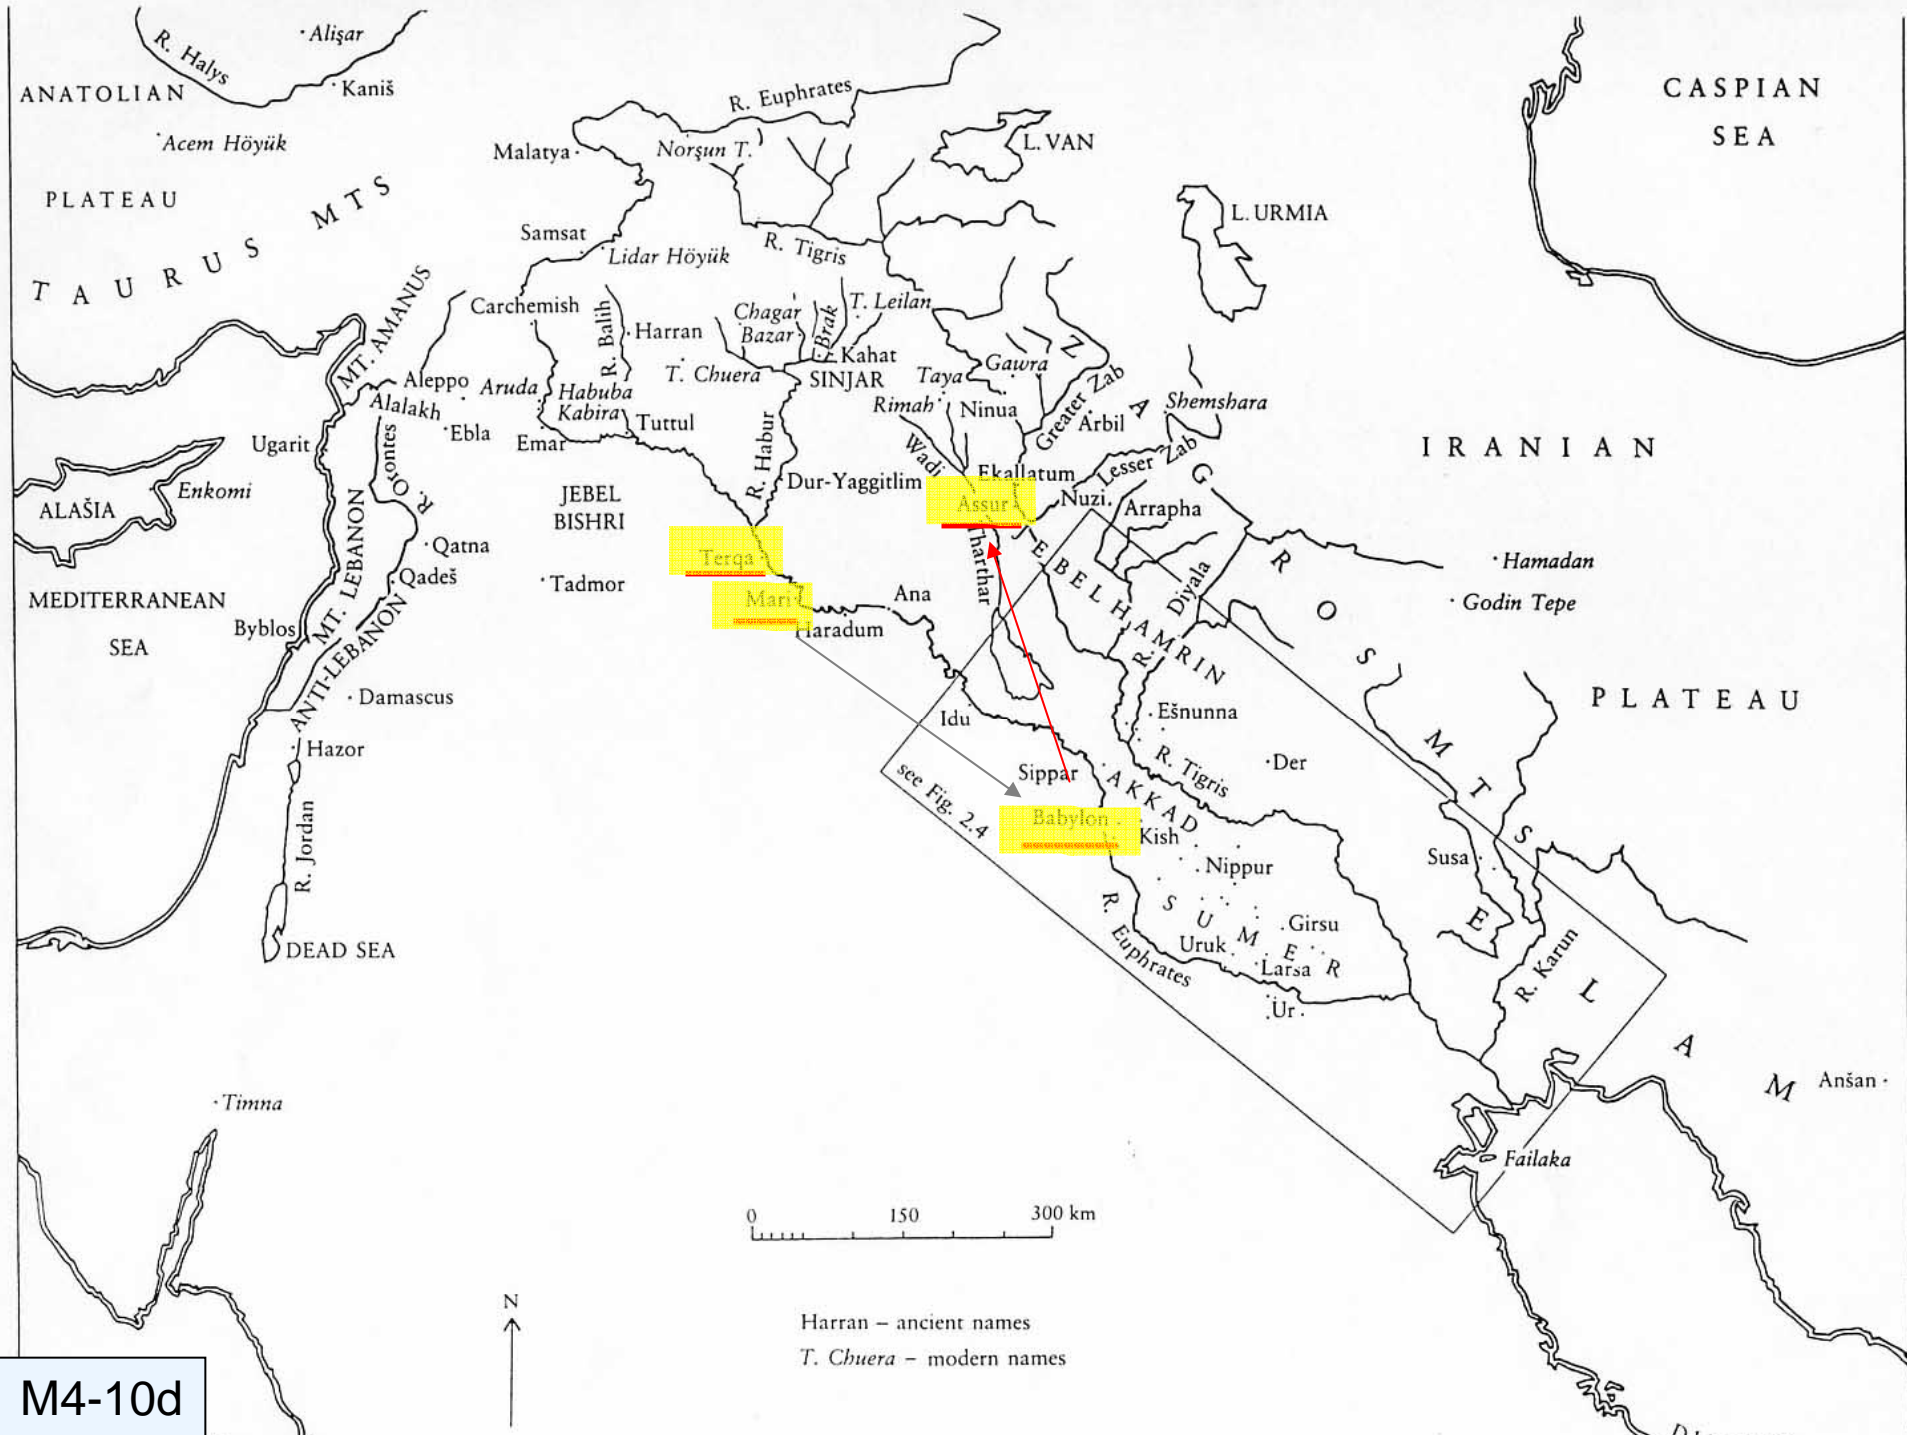 R. Halys
Alişar
Kaniš
ANATOLIAN
Acem Höyük
PLATEAU
TAURUS MTS
R. Euphrates
Malatya
Norşun T.
L. VAN
CASPIAN
SEA
L. URMIA
Samsat
Lidar Höyük
R. Tigris
MT. AMANUS
Carchemish
R. Balih
Harran
Chagar
Bazar
Brak
T. Leilan
Kahat
T. Chuera
SINJAR
Taya
Gawra
Rimah
Ninua
Greater Zab
Arbil
Shemshara
ZAGROS MTS
Aleppo
Alalakh
Aruda
Habuba
Kabira
Tuttul
Ebla
Emar
Ugarit
R. Orontes
R. Habur
Wadi Tharthar
Dur-Yaggitlim
Ekallatum
Lesser Zab
Nuzi
Arrapha
Assur
IRANIAN
PLATEAU
ALAŠIA
Enkomi
JEBEL
BISHRI
MT. LEBANON
Qatna
Qadeš
Tadmor
Terqa
Mari
Haradum
Ana
JEBEL HAMRIN
R. Diyala
Hamadan
Godin Tepe
MEDITERRANEAN
SEA
Byblos
ANTI-LEBANON
Damascus
Hazor
Idu
Ešnunna
Der
R. Tigris
Sippar
AKKAD
see Fig. 2.4
Babylon
Kish
Nippur
Susa
R. Jordan
DEAD SEA
SUMER
Girsu
Uruk
Larsa
R. Euphrates
Ur
R. Karun
ELAM
Anšan
Timna
Failaka
0 150 300 km
N
Harran – ancient names
T. Chuera – modern names
M4-10d